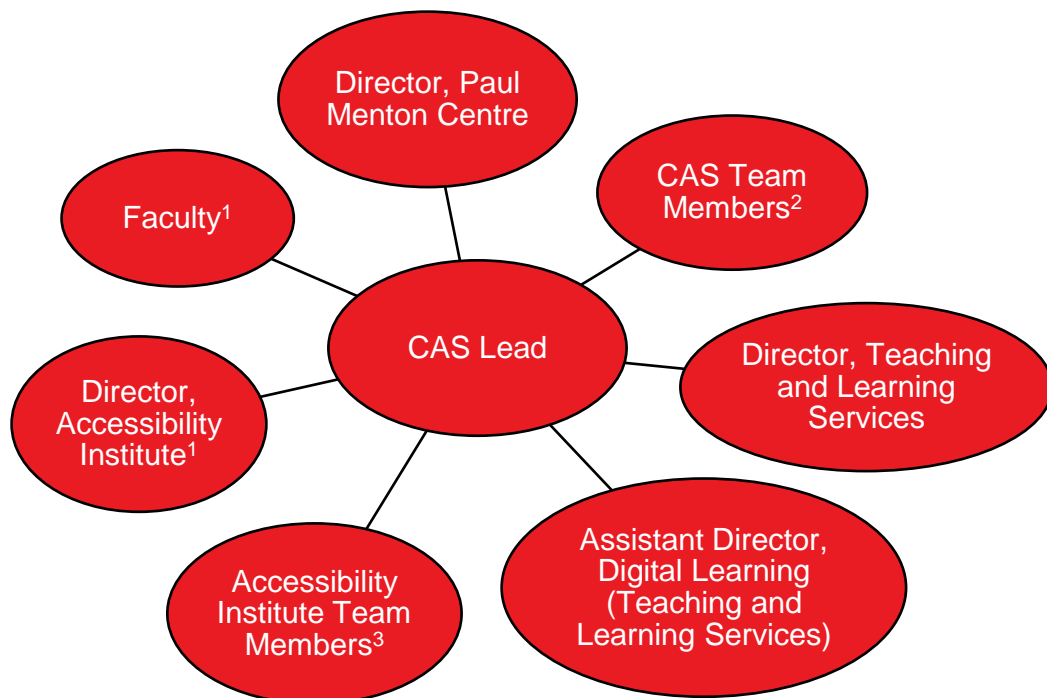 Director, Paul
Menton Centre
CAS Team
Members²
Faculty¹
CAS Lead
Director, Teaching
and Learning
Services
Director,
Accessibility
Institute¹
Assistant Director,
Digital Learning
(Teaching and
Learning Services)
Accessibility
Institute Team
Members³